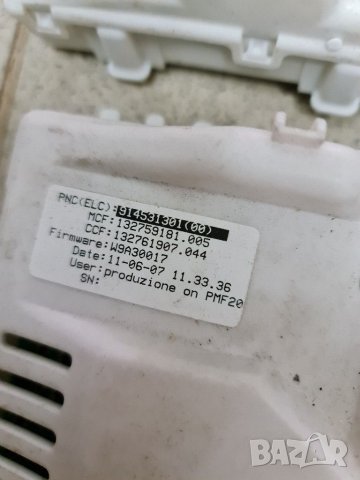 PNC(ELC):914531301(00)
MCF:132759181.005
CCF:132761907.044
Firmware:W9A30017
Date:11-06-07 11.33.36
User:produzione on PMF20
SN:
BAZAR